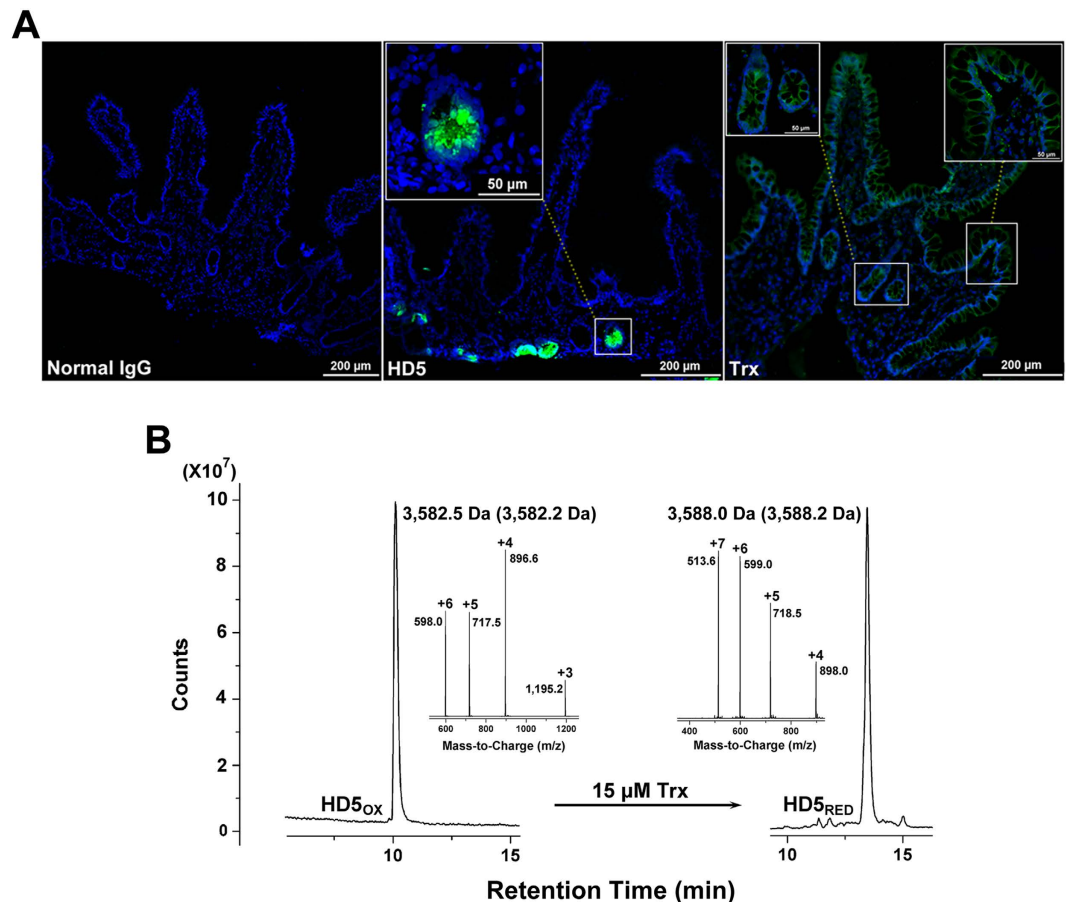 A
50 µm
50 µm
50 µm
Normal IgG
200 µm
HD5
200 µm
Trx
200 µm
B
(X10⁷)
10
8
6
4
2
0
Counts
3,582.5 Da (3,582.2 Da)
+6
598.0
+5
717.5
+4
896.6
+3
1,195.2
600 800 1000 1200
Mass-to-Charge (m/z)
3,588.0 Da (3,588.2 Da)
+7
513.6
+6
599.0
+5
718.5
+4
898.0
400 600 800
Mass-to-Charge (m/z)
HD5OX
15 µM Trx
HD5RED
10 15
10 15
Retention Time (min)